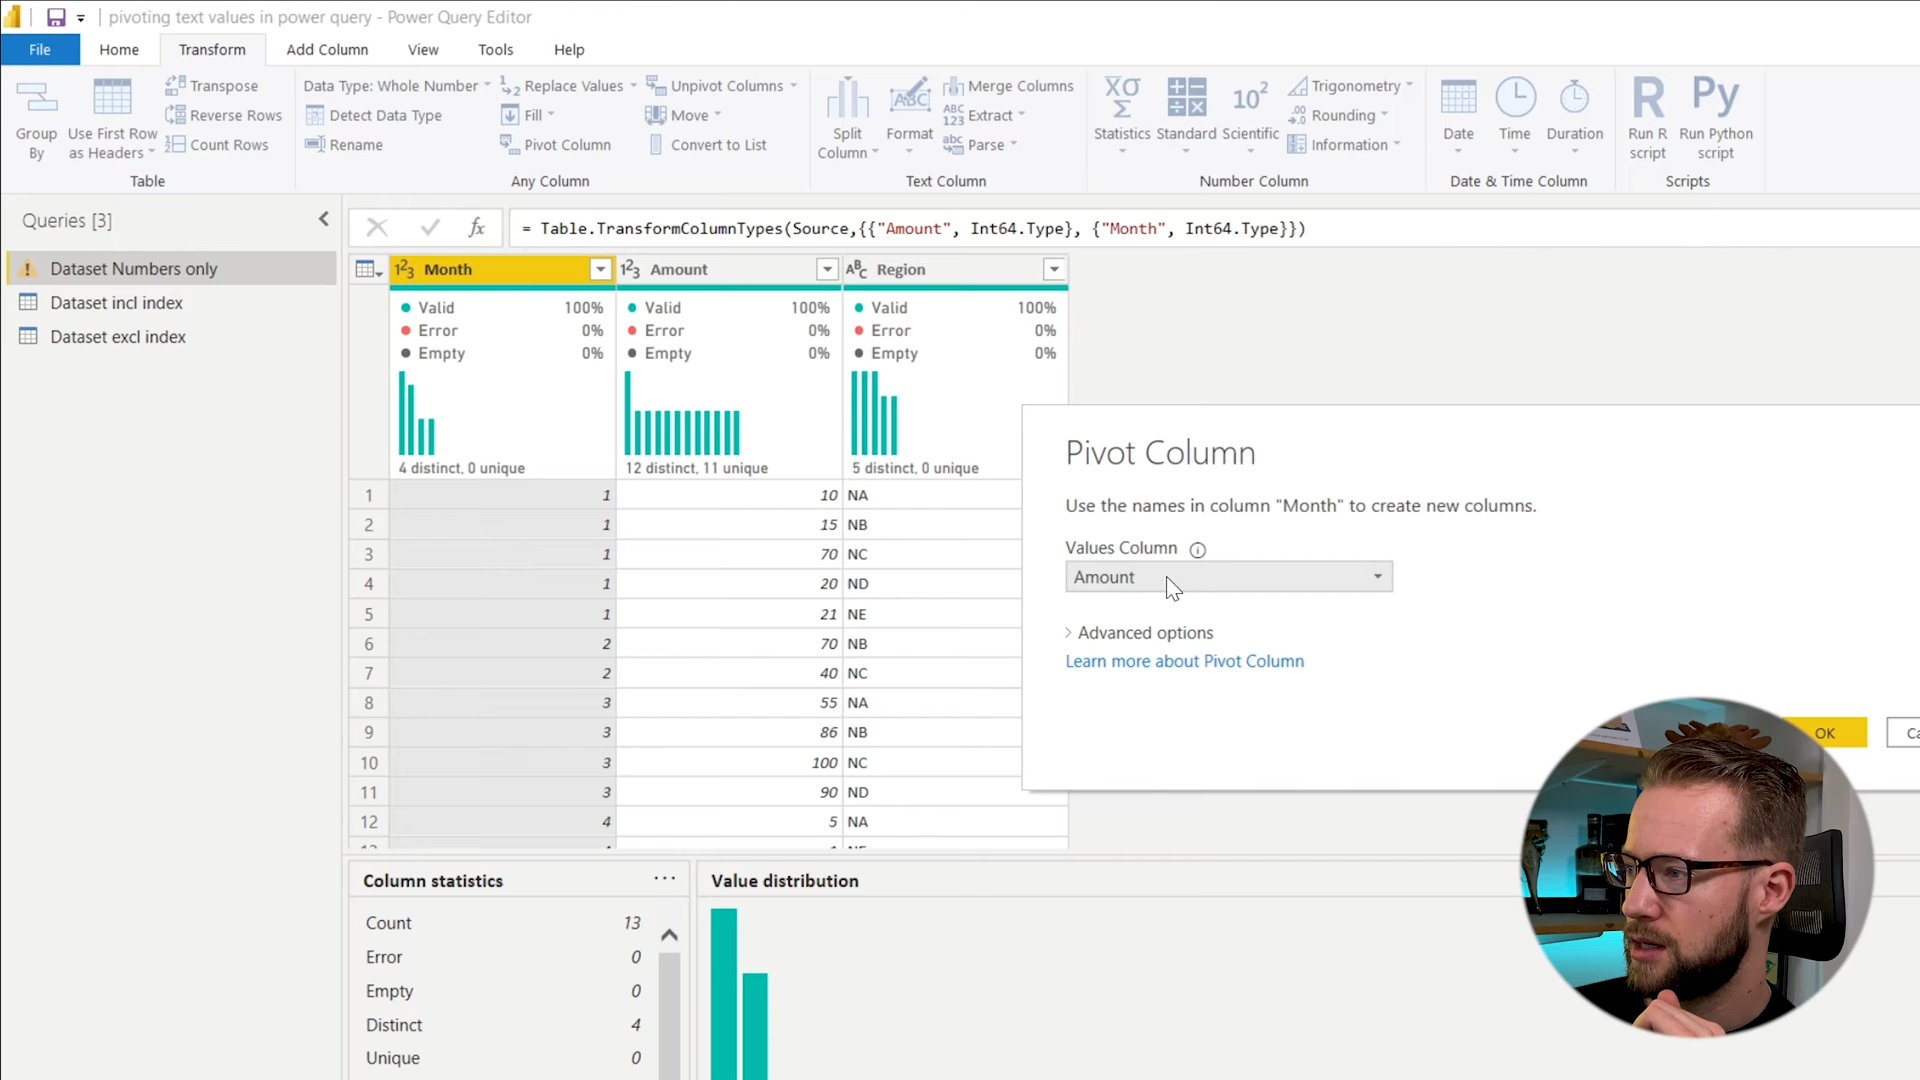 pivoting text values in power query - Power Query Editor
File Home Transform Add Column View Tools Help
Group By
Use First Row as Headers
Transpose
Reverse Rows
Count Rows
Table
Data Type: Whole Number
Detect Data Type
Rename
Replace Values
Fill
Pivot Column
Unpivot Columns
Move
Convert to List
Any Column
Split Column
Format
Merge Columns
Extract
Parse
Text Column
Statistics
Standard
Scientific
Trigonometry
Rounding
Information
Number Column
Date
Time
Duration
Date & Time Column
Run R script
Run Python script
Scripts
Queries [3]
Dataset Numbers only
Dataset incl index
Dataset excl index
fx = Table.TransformColumnTypes(Source,{{"Amount", Int64.Type}, {"Month", Int64.Type}})
Month Amount Region
Valid 100% Valid 100% Valid 100%
Error 0% Error 0% Error 0%
Empty 0% Empty 0% Empty 0%
4 distinct, 0 unique 12 distinct, 11 unique 5 distinct, 0 unique
1 1 10 NA
2 1 15 NB
3 1 70 NC
4 1 20 ND
5 1 21 NE
6 2 70 NB
7 2 40 NC
8 3 55 NA
9 3 86 NB
10 3 100 NC
11 3 90 ND
12 4 5 NA
Pivot Column
Use the names in column "Month" to create new columns.
Values Column
Amount
Advanced options
Learn more about Pivot Column
OK
Column statistics
Count 13
Error 0
Empty 0
Distinct 4
Unique 0
Value distribution